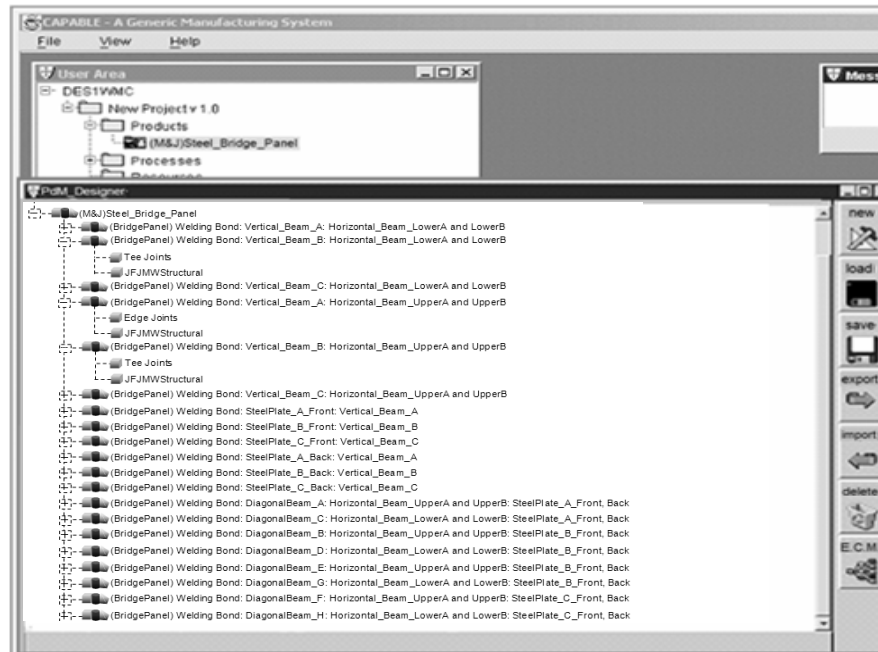 CAPABLE - A Generic Manufacturing System
File View Help
User Area
DES1WMC
New Project v 1.0
Products
(M&J)Steel_Bridge_Panel
Processes
Resources
Mess
PdM_Designer
(M&J)Steel_Bridge_Panel
(BridgePanel) Welding Bond: Vertical_Beam_A: Horizontal_Beam_LowerA and LowerB
(BridgePanel) Welding Bond: Vertical_Beam_B: Horizontal_Beam_LowerA and LowerB
Tee Joints
JFJMWStructural
(BridgePanel) Welding Bond: Vertical_Beam_C: Horizontal_Beam_LowerA and LowerB
(BridgePanel) Welding Bond: Vertical_Beam_A: Horizontal_Beam_UpperA and UpperB
Edge Joints
JFJMWStructural
(BridgePanel) Welding Bond: Vertical_Beam_B: Horizontal_Beam_UpperA and UpperB
Tee Joints
JFJMWStructural
(BridgePanel) Welding Bond: Vertical_Beam_C: Horizontal_Beam_UpperA and UpperB
(BridgePanel) Welding Bond: SteelPlate_A_Front: Vertical_Beam_A
(BridgePanel) Welding Bond: SteelPlate_B_Front: Vertical_Beam_B
(BridgePanel) Welding Bond: SteelPlate_C_Front: Vertical_Beam_C
(BridgePanel) Welding Bond: SteelPlate_A_Back: Vertical_Beam_A
(BridgePanel) Welding Bond: SteelPlate_B_Back: Vertical_Beam_B
(BridgePanel) Welding Bond: SteelPlate_C_Back: Vertical_Beam_C
(BridgePanel) Welding Bond: DiagonalBeam_A: Horizontal_Beam_UpperA and UpperB: SteelPlate_A_Front, Back
(BridgePanel) Welding Bond: DiagonalBeam_C: Horizontal_Beam_LowerA and LowerB: SteelPlate_A_Front, Back
(BridgePanel) Welding Bond: DiagonalBeam_B: Horizontal_Beam_UpperA and UpperB: SteelPlate_B_Front, Back
(BridgePanel) Welding Bond: DiagonalBeam_D: Horizontal_Beam_LowerA and LowerB: SteelPlate_B_Front, Back
(BridgePanel) Welding Bond: DiagonalBeam_E: Horizontal_Beam_UpperA and UpperB: SteelPlate_B_Front, Back
(BridgePanel) Welding Bond: DiagonalBeam_G: Horizontal_Beam_LowerA and LowerB: SteelPlate_B_Front, Back
(BridgePanel) Welding Bond: DiagonalBeam_F: Horizontal_Beam_UpperA and UpperB: SteelPlate_C_Front, Back
(BridgePanel) Welding Bond: DiagonalBeam_H: Horizontal_Beam_LowerA and LowerB: SteelPlate_C_Front, Back
new
load
save
export
import
delete
E.C.M